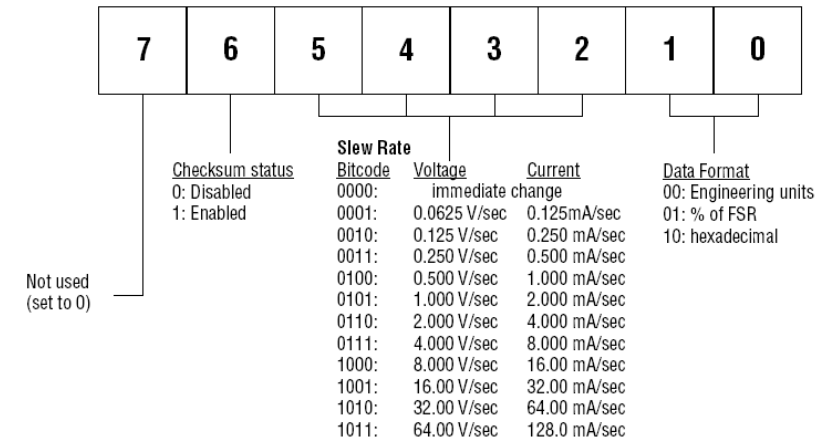 7 6 5 4 3 2 1 0
Slew Rate
Checksum status Bitcode Voltage Current Data Format
0: Disabled 0000: immediate change 00: Engineering units
1: Enabled 0001: 0.0625 V/sec 0.125mA/sec 01: % of FSR
0010: 0.125 V/sec 0.250 mA/sec 10: hexadecimal
0011: 0.250 V/sec 0.500 mA/sec
Not used 0100: 0.500 V/sec 1.000 mA/sec
(set to 0) 0101: 1.000 V/sec 2.000 mA/sec
0110: 2.000 V/sec 4.000 mA/sec
0111: 4.000 V/sec 8.000 mA/sec
1000: 8.000 V/sec 16.00 mA/sec
1001: 16.00 V/sec 32.00 mA/sec
1010: 32.00 V/sec 64.00 mA/sec
1011: 64.00 V/sec 128.0 mA/sec